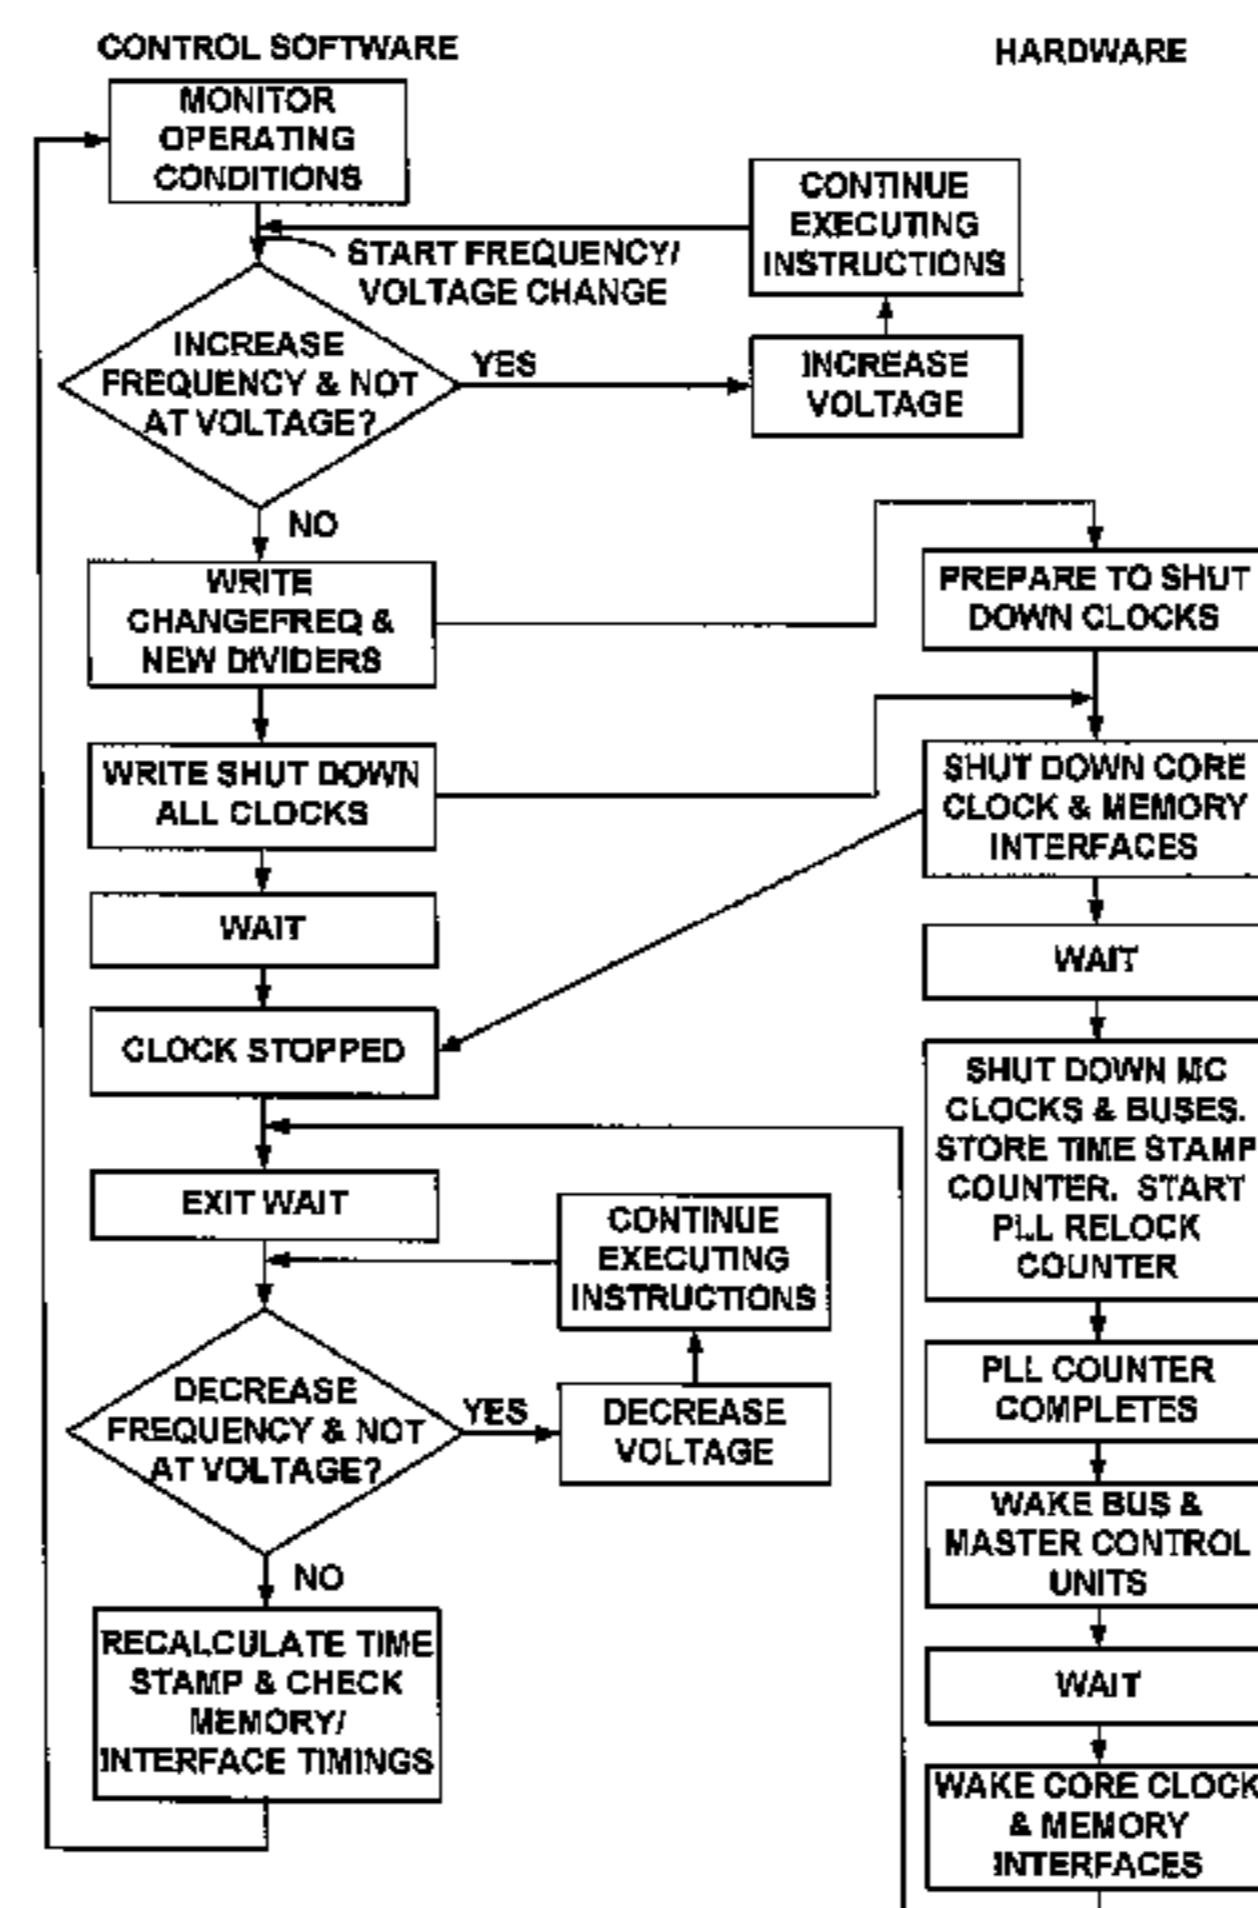 CONTROL SOFTWARE
HARDWARE
MONITOR
OPERATING
CONDITIONS
CONTINUE
EXECUTING
INSTRUCTIONS
START FREQUENCY/
VOLTAGE CHANGE
INCREASE
FREQUENCY & NOT
AT VOLTAGE?
YES
INCREASE
VOLTAGE
NO
WRITE
CHANGEFREQ &
NEW DIVIDERS
PREPARE TO SHUT
DOWN CLOCKS
WRITE SHUT DOWN
ALL CLOCKS
SHUT DOWN CORE
CLOCK & MEMORY
INTERFACES
WAIT
WAIT
CLOCK STOPPED
SHUT DOWN MC
CLOCKS & BUSES.
STORE TIME STAMP
COUNTER. START
PLL RELOCK
COUNTER
EXIT WAIT
CONTINUE
EXECUTING
INSTRUCTIONS
DECREASE
FREQUENCY & NOT
AT VOLTAGE?
YES
DECREASE
VOLTAGE
PLL COUNTER
COMPLETES
WAKE BUS &
MASTER CONTROL
UNITS
NO
RECALCULATE TIME
STAMP & CHECK
MEMORY/
INTERFACE TIMINGS
WAIT
WAKE CORE CLOCK
& MEMORY
INTERFACES